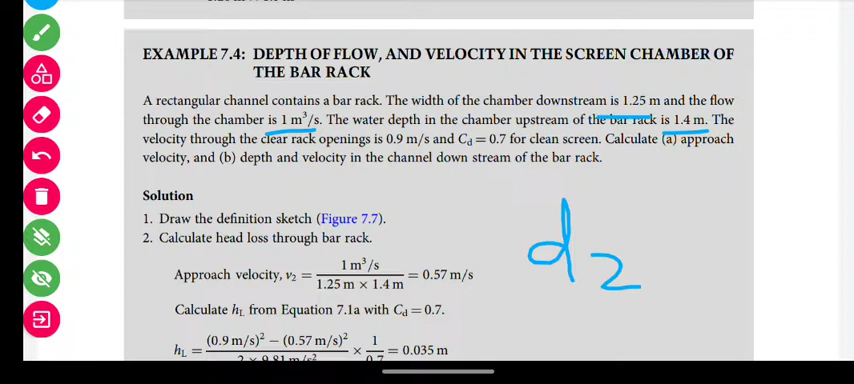 EXAMPLE 7.4: DEPTH OF FLOW, AND VELOCITY IN THE SCREEN CHAMBER OF
THE BAR RACK
A rectangular channel contains a bar rack. The width of the chamber downstream is 1.25 m and the flow
through the chamber is 1 m³/s. The water depth in the chamber upstream of the bar rack is 1.4 m. The
velocity through the clear rack openings is 0.9 m/s and C_d = 0.7 for clean screen. Calculate (a) approach
velocity, and (b) depth and velocity in the channel down stream of the bar rack.
Solution
1. Draw the definition sketch (Figure 7.7).
2. Calculate head loss through bar rack.
Approach velocity, v₂ = 1 m³/s / 1.25 m × 1.4 m = 0.57 m/s
Calculate h_L from Equation 7.1a with C_d = 0.7.
h_L = (0.9 m/s)² − (0.57 m/s)² / 2 × 9.81 m/s² × 1 / 0.7 = 0.035 m
d₂